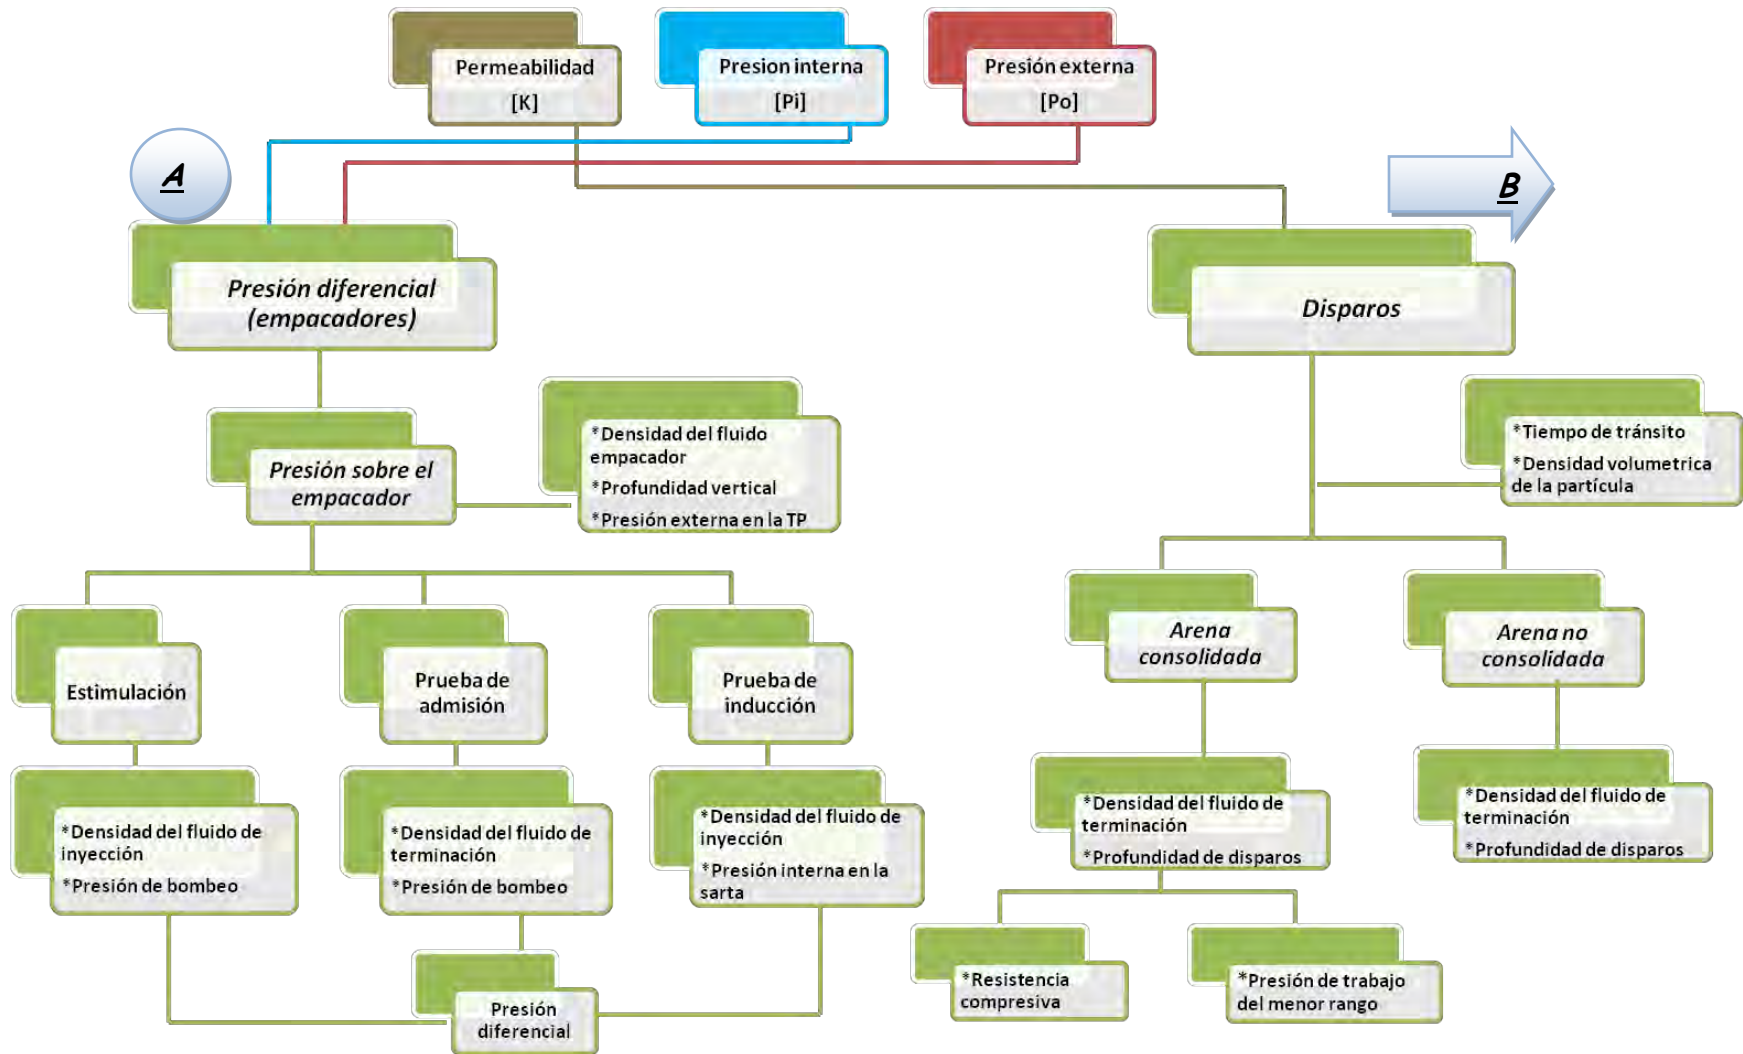 Permeabilidad
[K]
Presion interna
[Pi]
Presión externa
[Po]
A
B
Presión diferencial
(empacadores)
Disparos
Presión sobre el
empacador
*Densidad del fluido
empacador
*Profundidad vertical
*Presión externa en la TP
*Tiempo de tránsito
*Densidad volumetrica
de la partícula
Estimulación
Prueba de
admisión
Prueba de
inducción
Arena
consolidada
Arena no
consolidada
*Densidad del fluido de
inyección
*Presión de bombeo
*Densidad del fluido de
terminación
*Presión de bombeo
*Densidad del fluido de
inyección
*Presión interna en la
sarta
*Densidad del fluido de
terminación
*Profundidad de disparos
*Densidad del fluido de
terminación
*Profundidad de disparos
Presión
diferencial
*Resistencia
compresiva
*Presión de trabajo
del menor rango